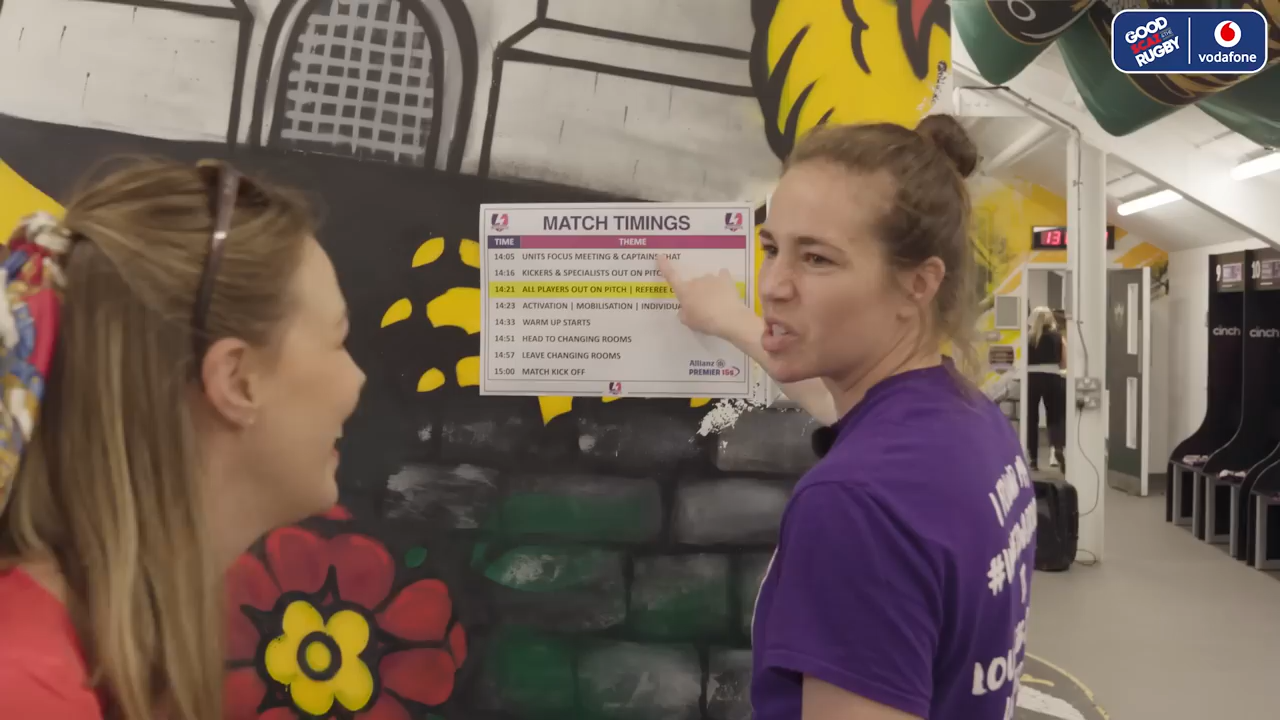 GOOD
SCAZ & THE
RUGBY
vodafone
MATCH TIMINGS
TIME THEME
14:05 UNITS FOCUS MEETING & CAPTAINS CHAT
14:16 KICKERS & SPECIALISTS OUT ON
14:21 ALL PLAYERS OUT ON PITCH | REFEREE
14:23 ACTIVATION | MOBILISATION |
14:33 WARM UP STARTS
14:51 HEAD TO CHANGING ROOMS
14:57 LEAVE CHANGING ROOMS
15:00 MATCH KICK OFF
Allianz
PREMIER 15s
13
9
10
cinch
cinch
I